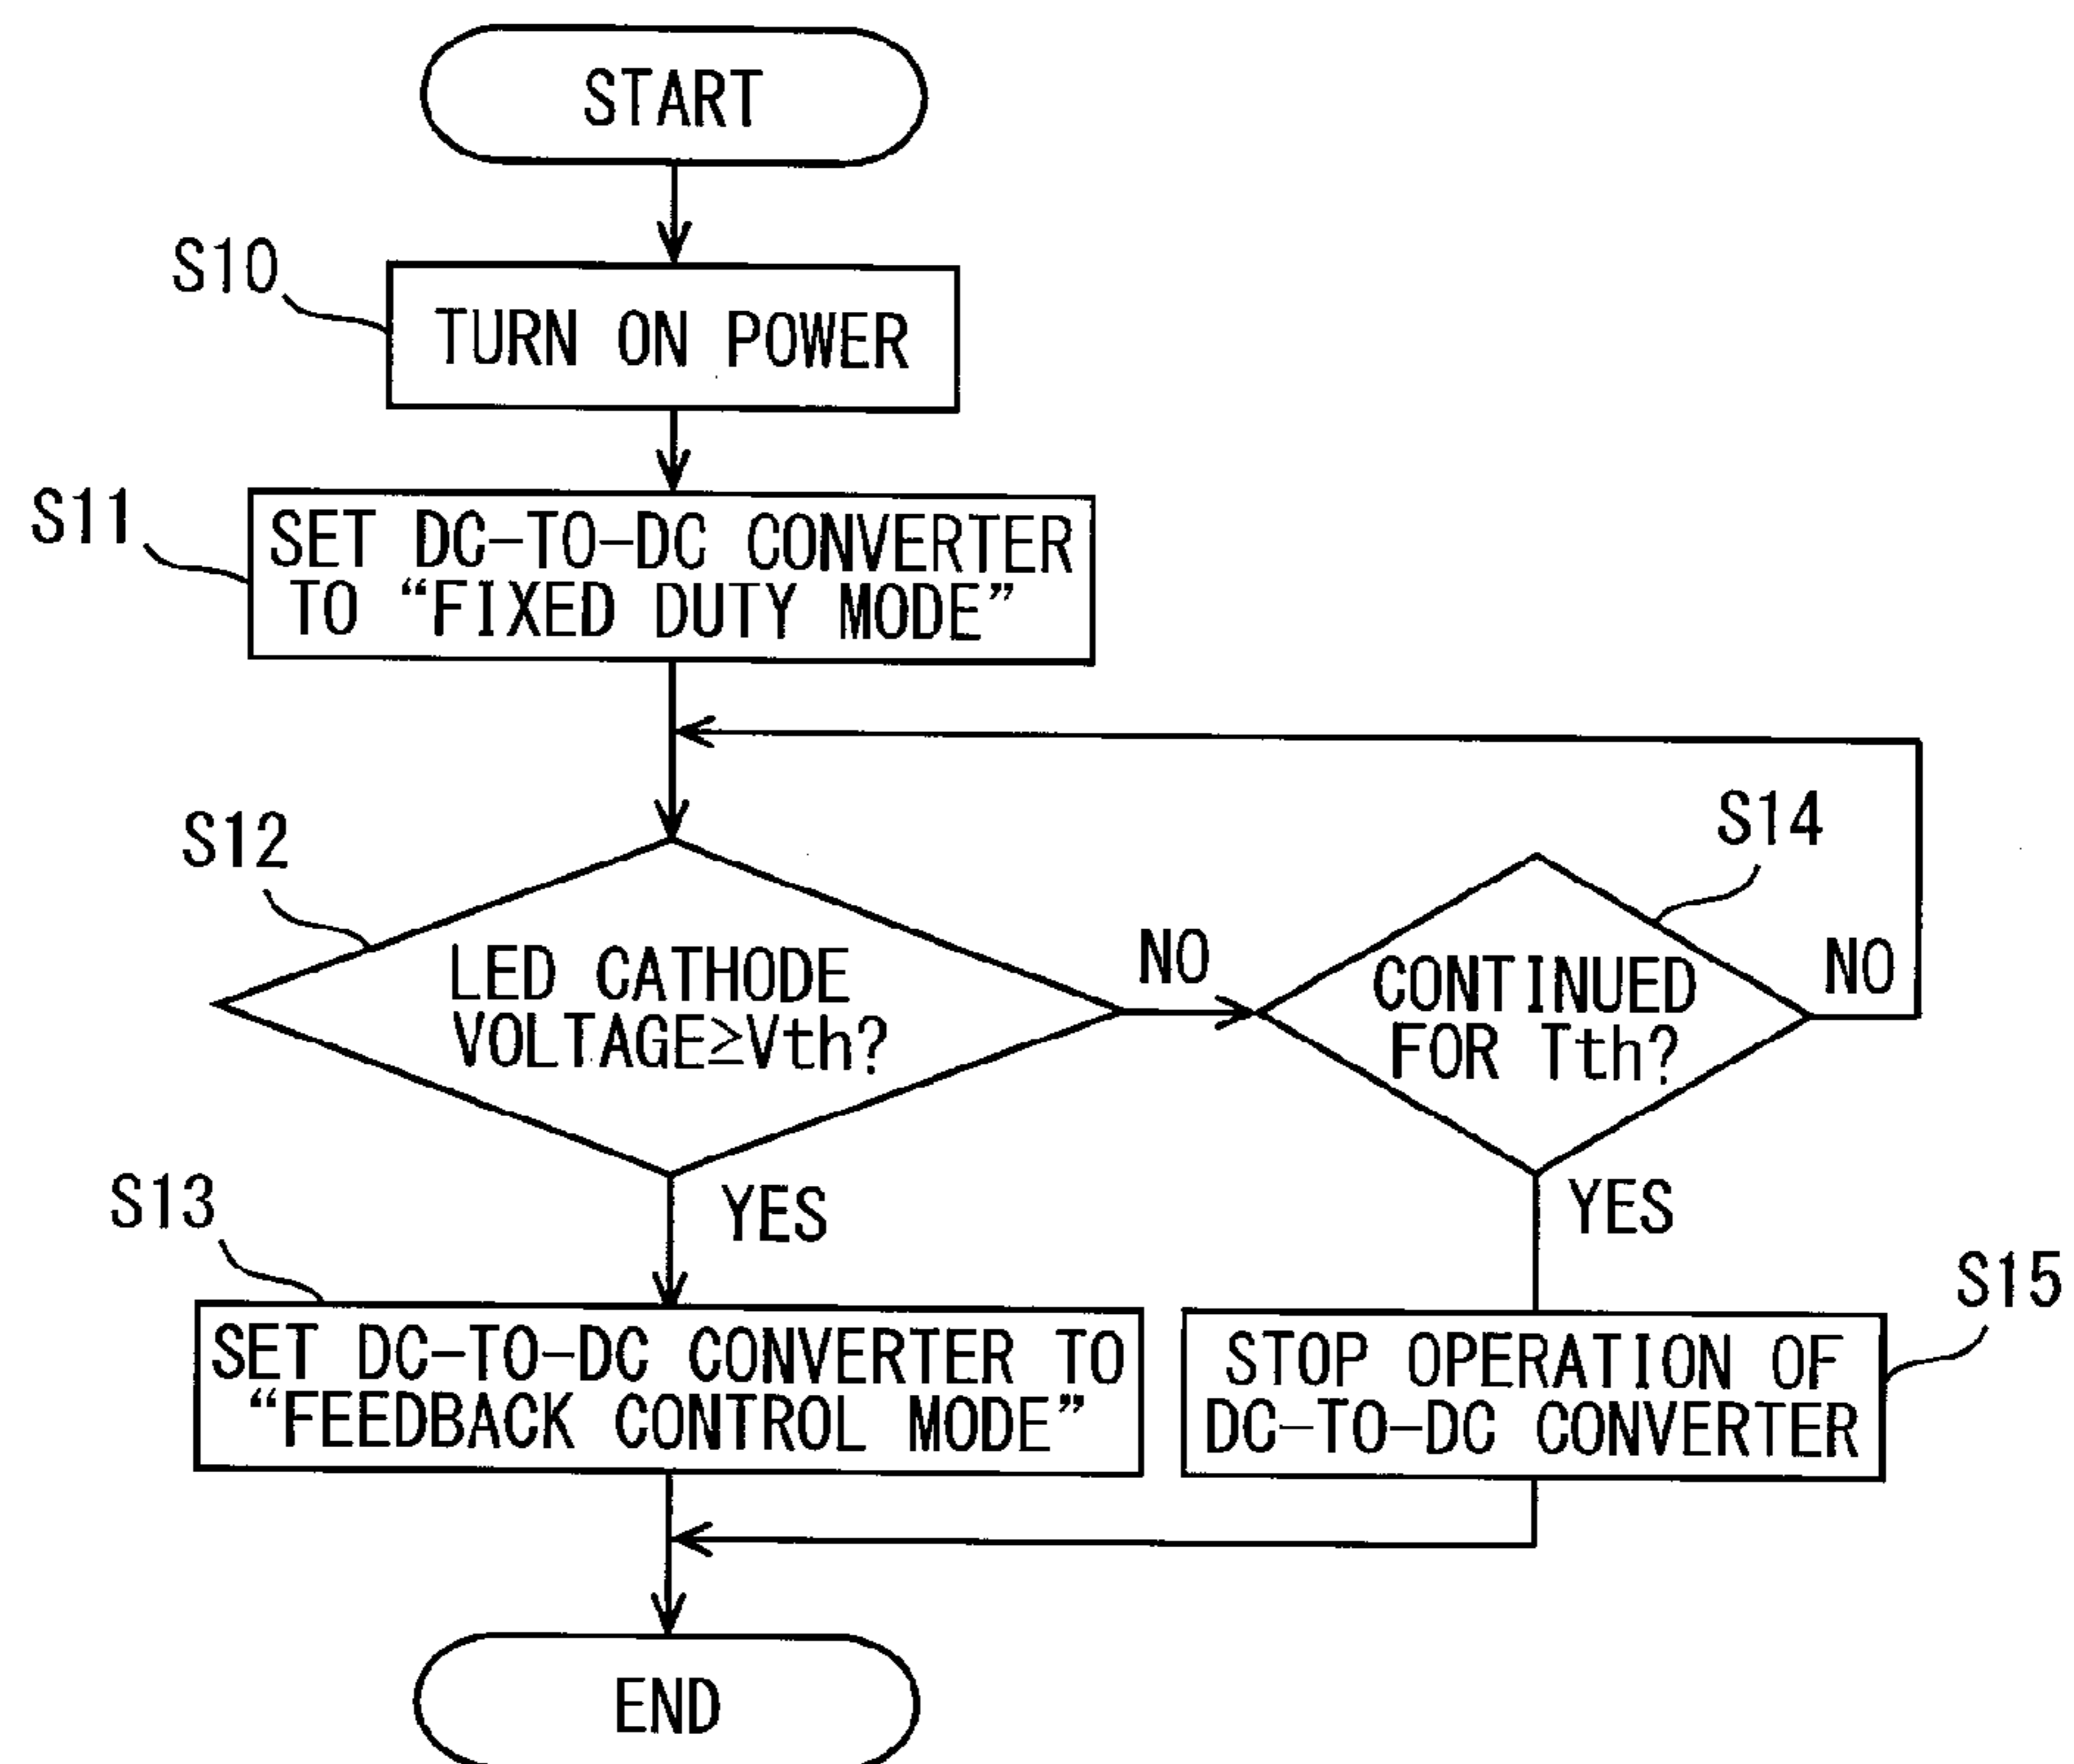 START
S10
TURN ON POWER
S11
SET DC-TO-DC CONVERTER
TO “FIXED DUTY MODE”
S12
LED CATHODE
VOLTAGE≥Vth?
NO
S14
CONTINUED
FOR Tth?
NO
YES
YES
S13
SET DC-TO-DC CONVERTER TO
“FEEDBACK CONTROL MODE”
S15
STOP OPERATION OF
DC-TO-DC CONVERTER
END